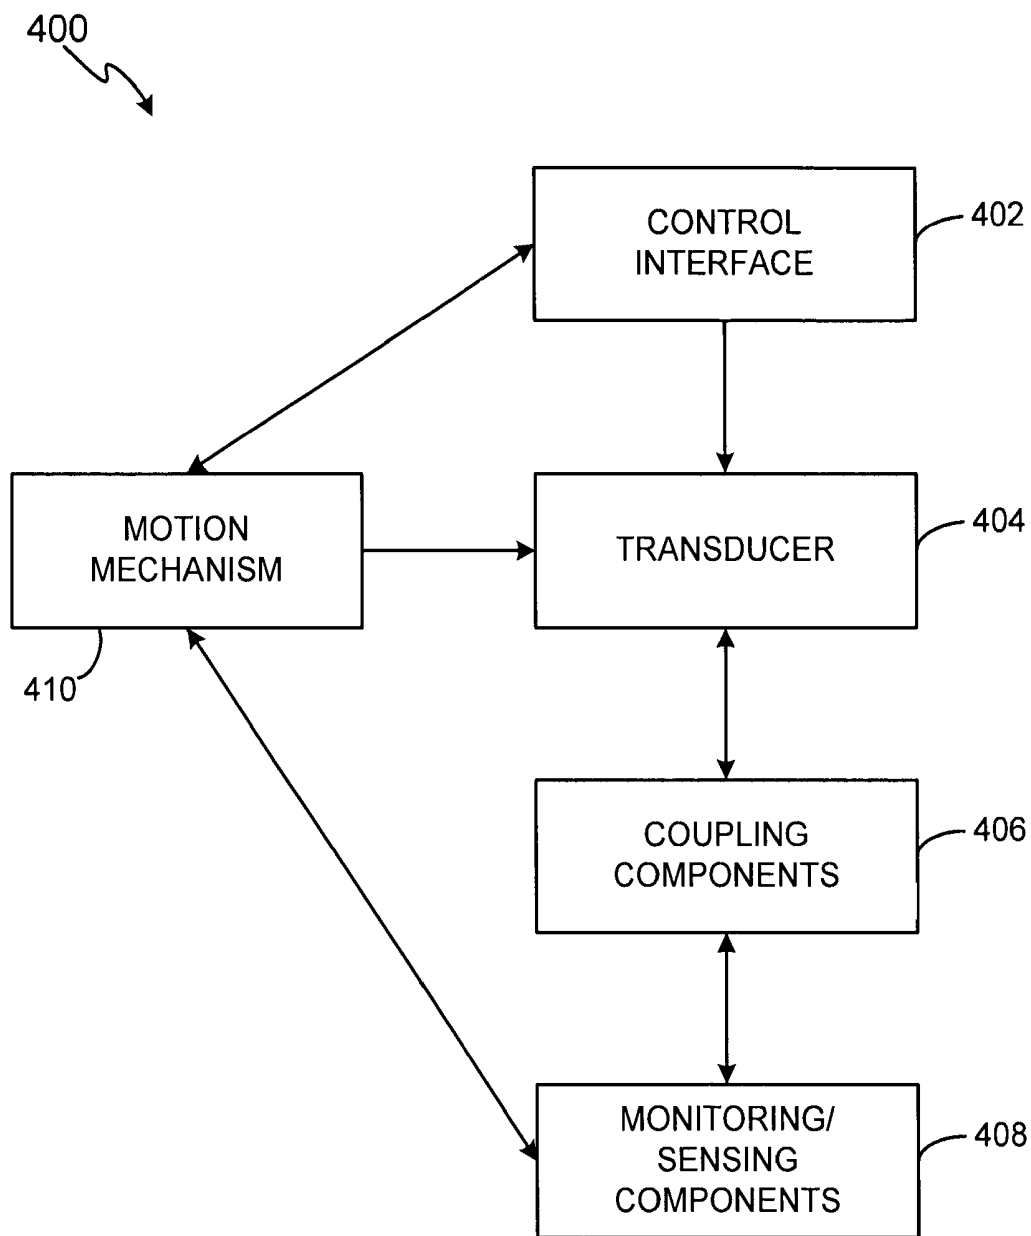 400
CONTROL
INTERFACE
402
MOTION
MECHANISM
410
TRANSDUCER
404
COUPLING
COMPONENTS
406
MONITORING/
SENSING
COMPONENTS
408